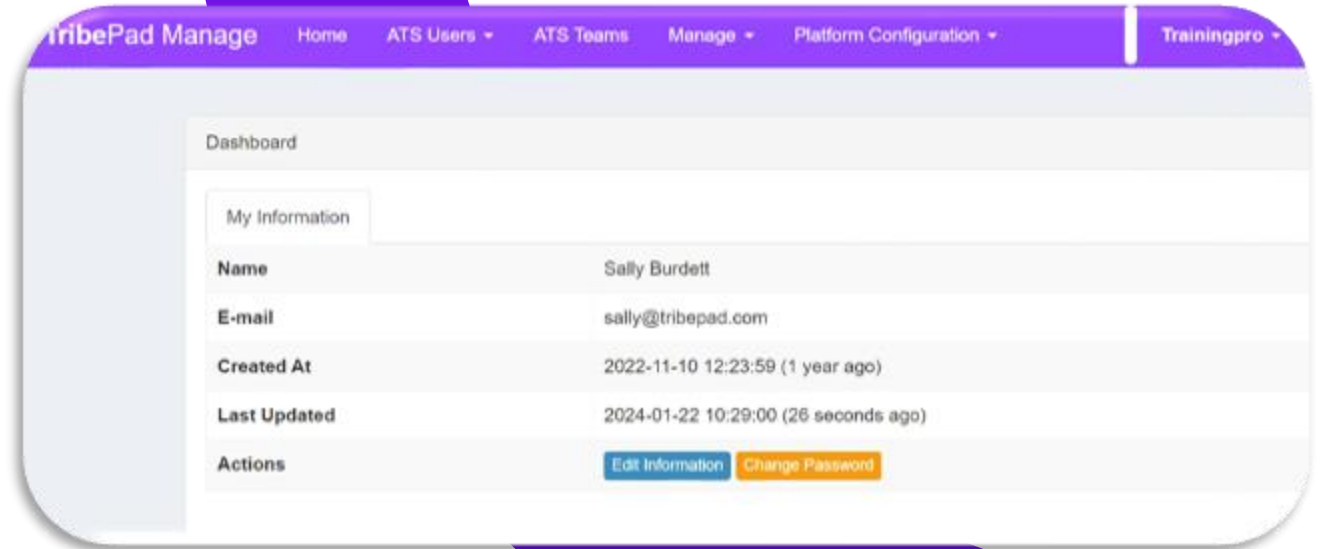 TribePad Manage Home ATS Users ATS Teams Manage Platform Configuration Trainingpro
Dashboard
My Information
Name Sally Burdett
E-mail sally@tribepad.com
Created At 2022-11-10 12:23:59 (1 year ago)
Last Updated 2024-01-22 10:29:00 (26 seconds ago)
Actions Edit Information Change Password